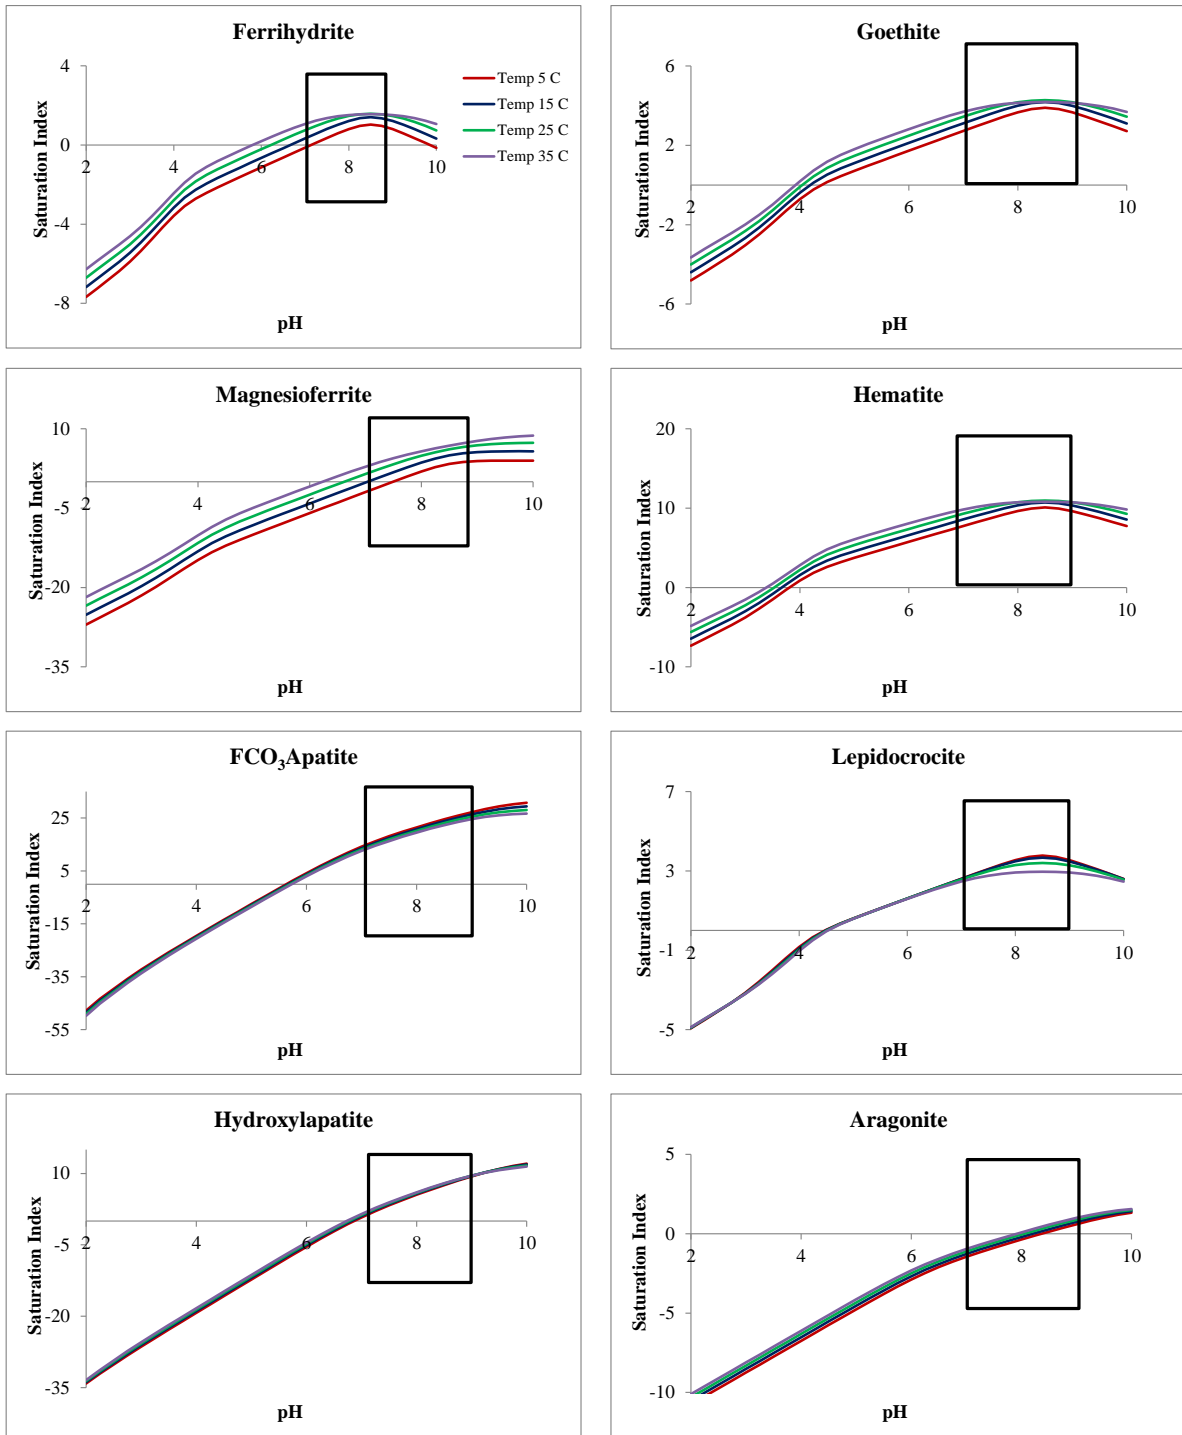 Ferrihydrite
4
0
-4
-8
2
4
6
8
10
Saturation Index
pH
Temp 5 C
Temp 15 C
Temp 25 C
Temp 35 C
Goethite
6
2
-2
-6
2
4
6
8
10
Saturation Index
pH
Magnesioferrite
10
-5
-20
-35
2
4
6
8
10
Saturation Index
pH
Hematite
20
10
0
-10
2
4
6
8
10
Saturation Index
pH
FCO₃Apatite
25
5
-15
-35
-55
2
4
6
8
10
Saturation Index
pH
Lepidocrocite
7
3
-1
-5
2
4
6
8
10
Saturation Index
pH
Hydroxylapatite
10
-5
-20
-35
2
4
6
8
10
Saturation Index
pH
Aragonite
5
0
-5
-10
2
4
6
8
10
Saturation Index
pH